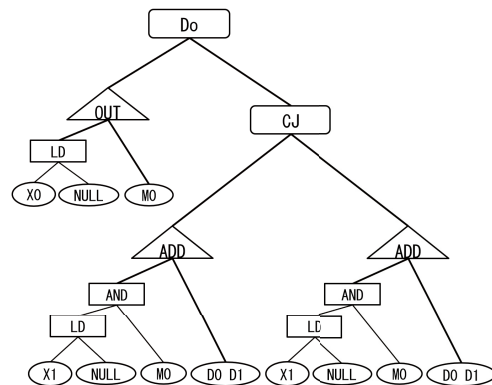 Do
OUT
CJ
LD
X0 NULL M0
ADD ADD
AND AND
LD LD
X1 NULL M0 D0 D1 X1 NULL M0 D0 D1